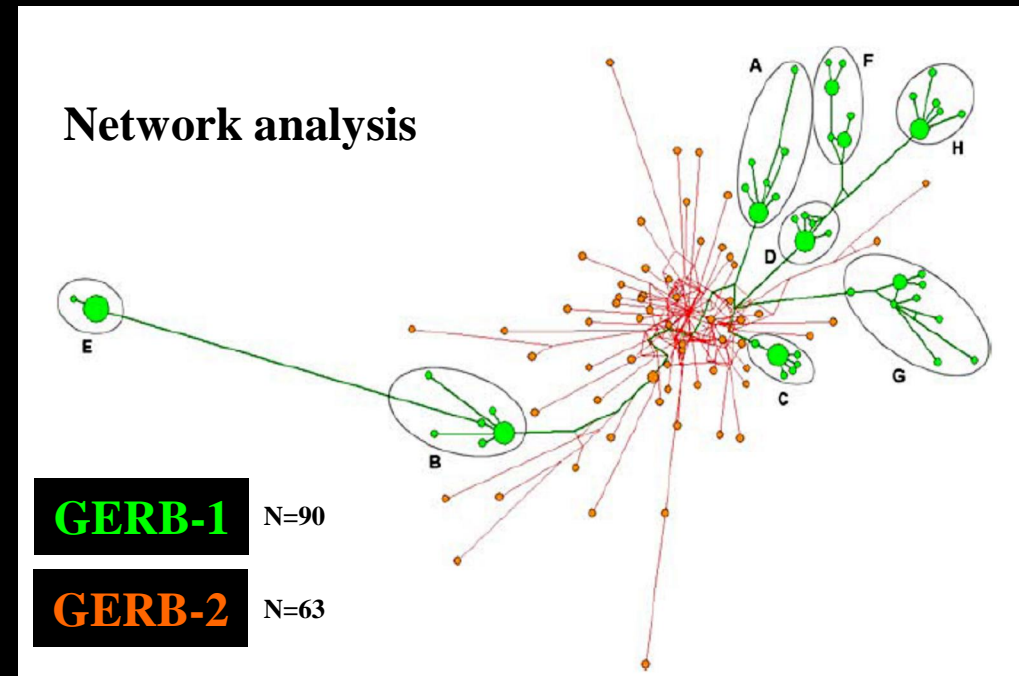 Network analysis
A
F
H
D
E
G
C
B
GERB-1 N=90
GERB-2 N=63